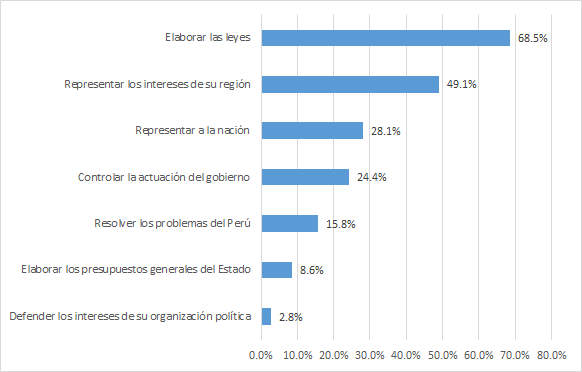 Elaborar las leyes 68.5%
Representar los intereses de su región 49.1%
Representar a la nación 28.1%
Controlar la actuación del gobierno 24.4%
Resolver los problemas del Perú 15.8%
Elaborar los presupuestos generales del Estado 8.6%
Defender los intereses de su organización política 2.8%
0.0% 10.0% 20.0% 30.0% 40.0% 50.0% 60.0% 70.0% 80.0%